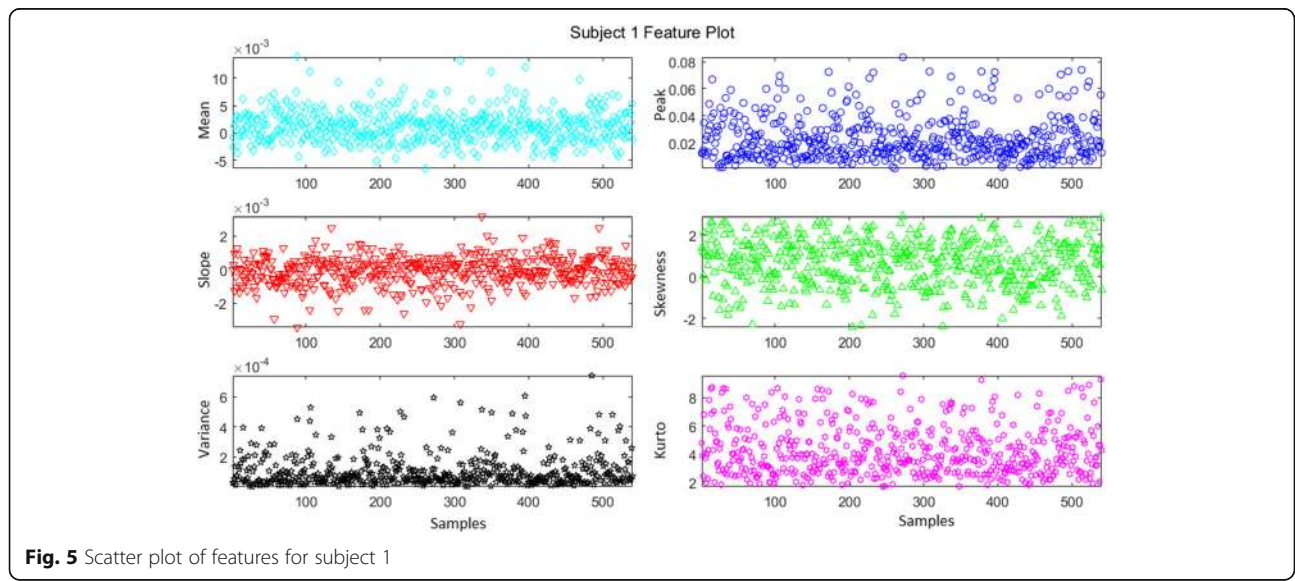 Subject 1 Feature Plot
×10⁻³
Mean
10
5
0
-5
100 200 300 400 500
Peak
0.08
0.06
0.04
0.02
100 200 300 400 500
×10⁻³
Slope
2
0
-2
100 200 300 400 500
Skewness
2
0
-2
100 200 300 400 500
×10⁻⁴
Variance
6
4
2
100 200 300 400 500
Samples
Kurto
8
6
4
2
100 200 300 400 500
Samples
Fig. 5 Scatter plot of features for subject 1